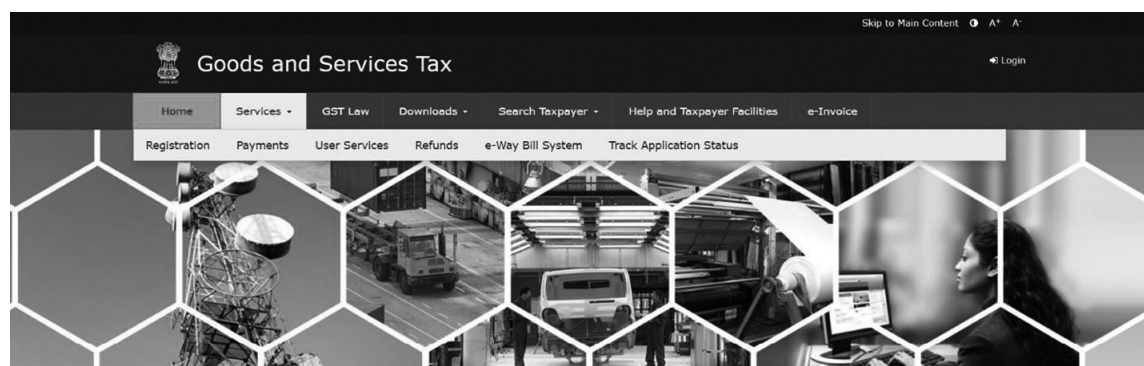 Skip to Main Content A⁺ A⁻
Goods and Services Tax
Login
Home Services GST Law Downloads Search Taxpayer Help and Taxpayer Facilities e-Invoice
Registration Payments User Services Refunds e-Way Bill System Track Application Status